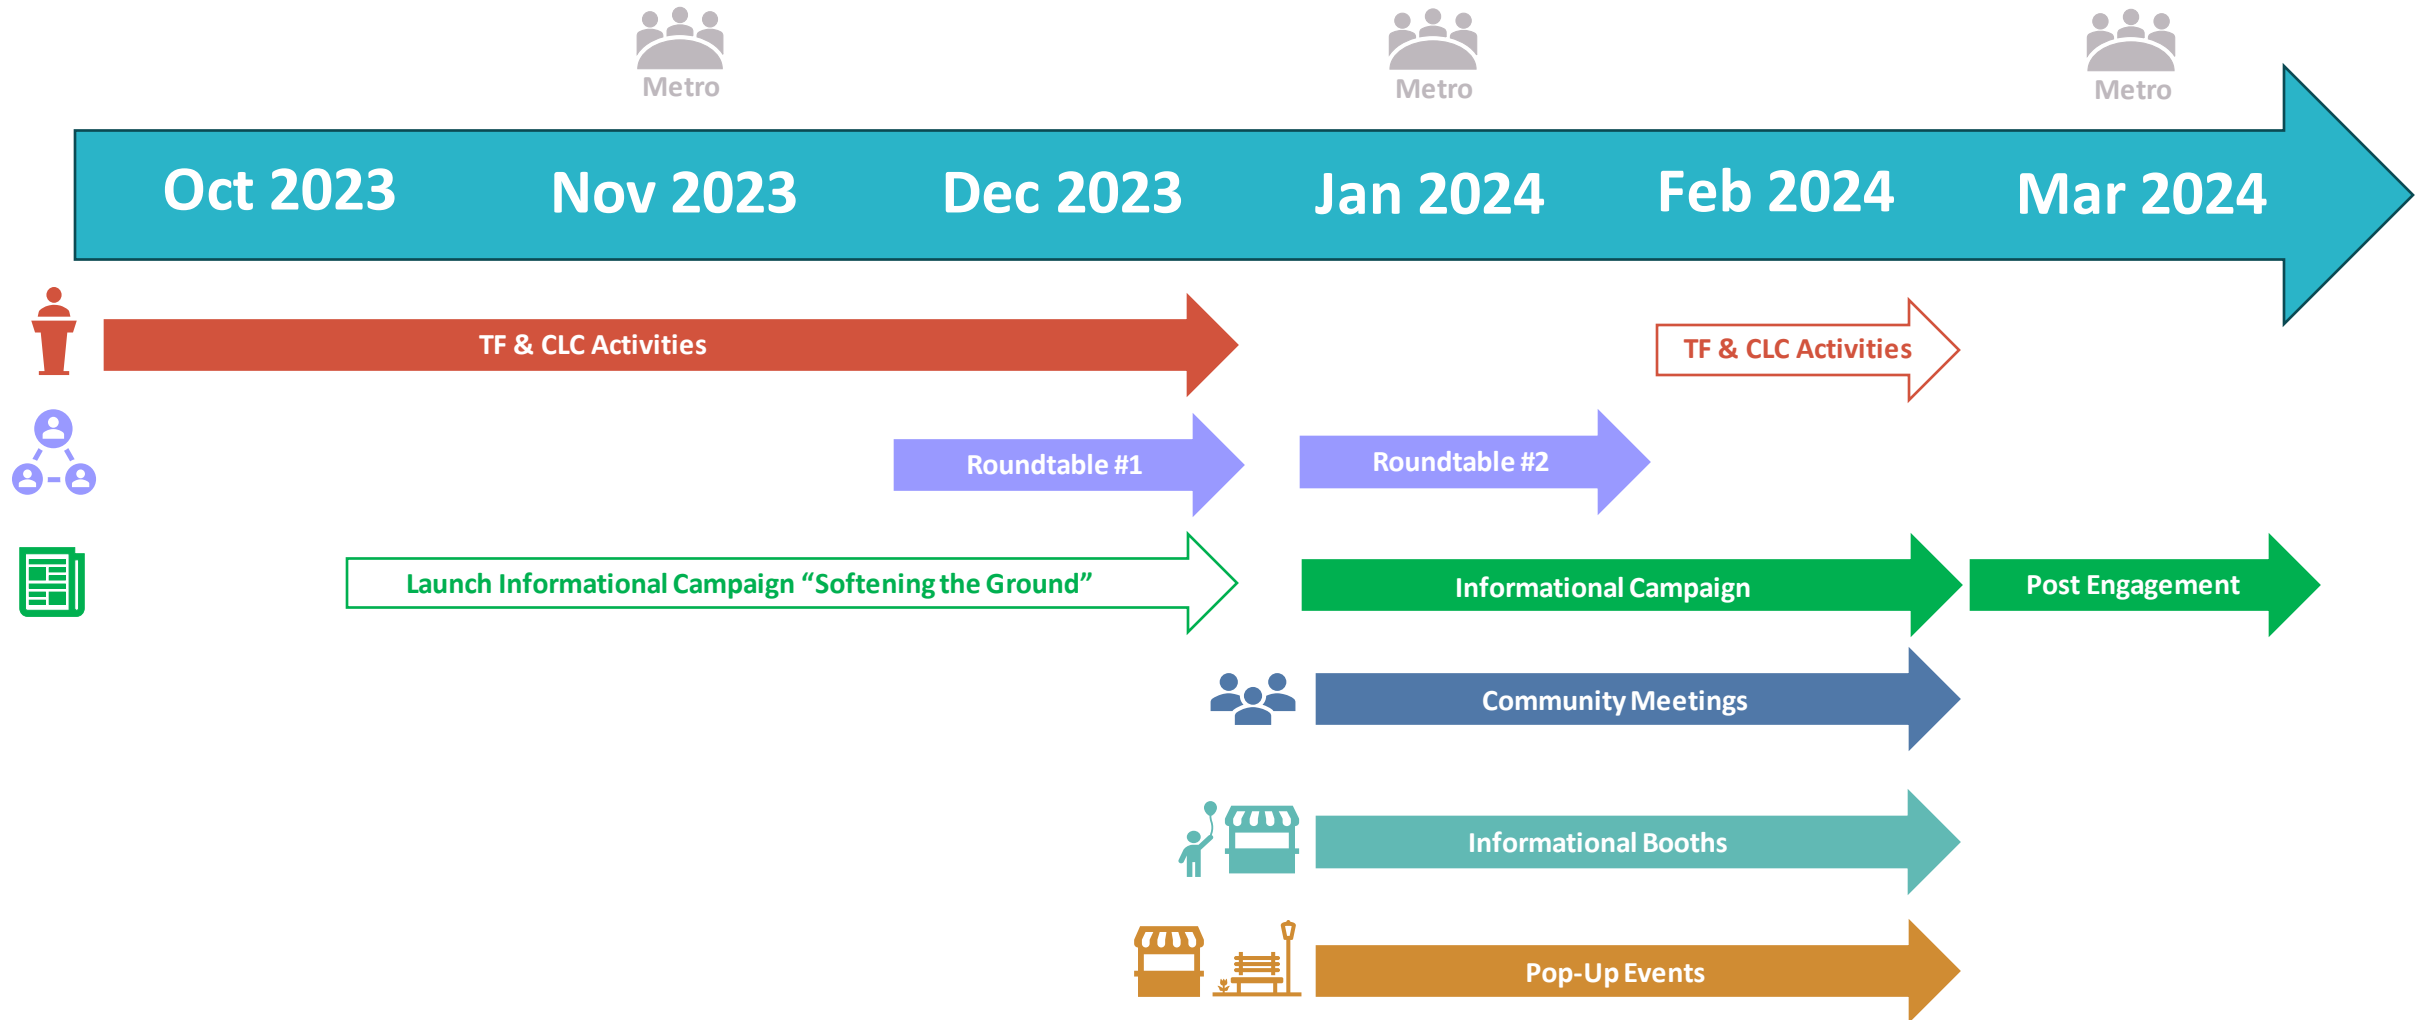 Metro
Metro
Metro
Oct 2023
Nov 2023
Dec 2023
Jan 2024
Feb 2024
Mar 2024
TF & CLC Activities
TF & CLC Activities
Roundtable #1
Roundtable #2
Launch Informational Campaign “Softening the Ground”
Informational Campaign
Post Engagement
Community Meetings
Informational Booths
Pop-Up Events